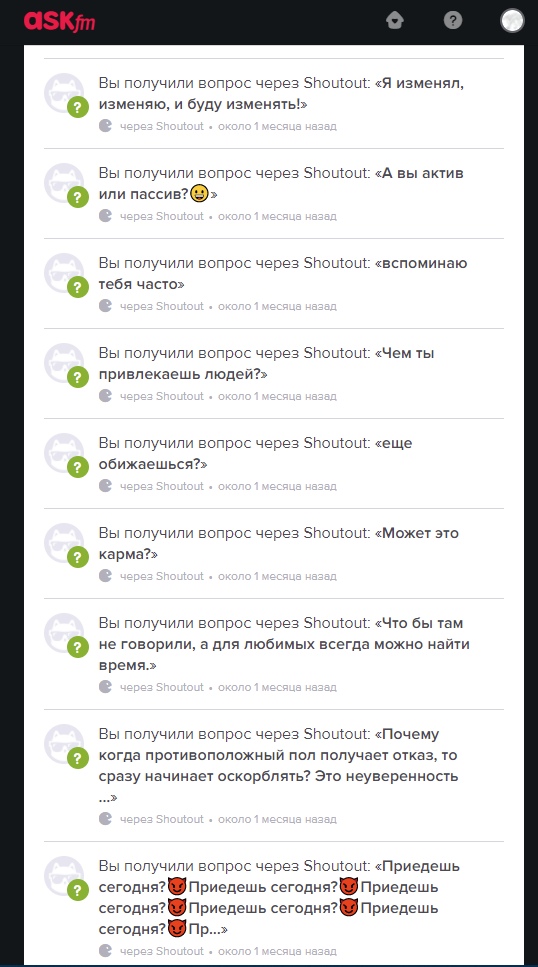 ASKfm
?
Вы получили вопрос через Shoutout: «Я изменял,
изменяю, и буду изменять!»
?
через Shoutout • около 1 месяца назад
Вы получили вопрос через Shoutout: «А вы актив
или пассив?😀»
?
через Shoutout • около 1 месяца назад
Вы получили вопрос через Shoutout: «вспоминаю
тебя часто»
?
через Shoutout • около 1 месяца назад
Вы получили вопрос через Shoutout: «Чем ты
привлекаешь людей?»
?
через Shoutout • около 1 месяца назад
Вы получили вопрос через Shoutout: «еще
обижаешься?»
?
через Shoutout • около 1 месяца назад
Вы получили вопрос через Shoutout: «Может это
карма?»
?
через Shoutout • около 1 месяца назад
Вы получили вопрос через Shoutout: «Что бы там
не говорили, а для любимых всегда можно найти
?
время.»
через Shoutout • около 1 месяца назад
Вы получили вопрос через Shoutout: «Почему
когда противоположный пол получает отказ, то
?
сразу начинает оскорблять? Это неуверенность
...»
через Shoutout • около 1 месяца назад
Вы получили вопрос через Shoutout: «Приедешь
сегодня?😈Приедешь сегодня?😈Приедешь
?
сегодня?😈Приедешь сегодня?😈Приедешь
сегодня?😈Пр...»
через Shoutout • около 1 месяца назад